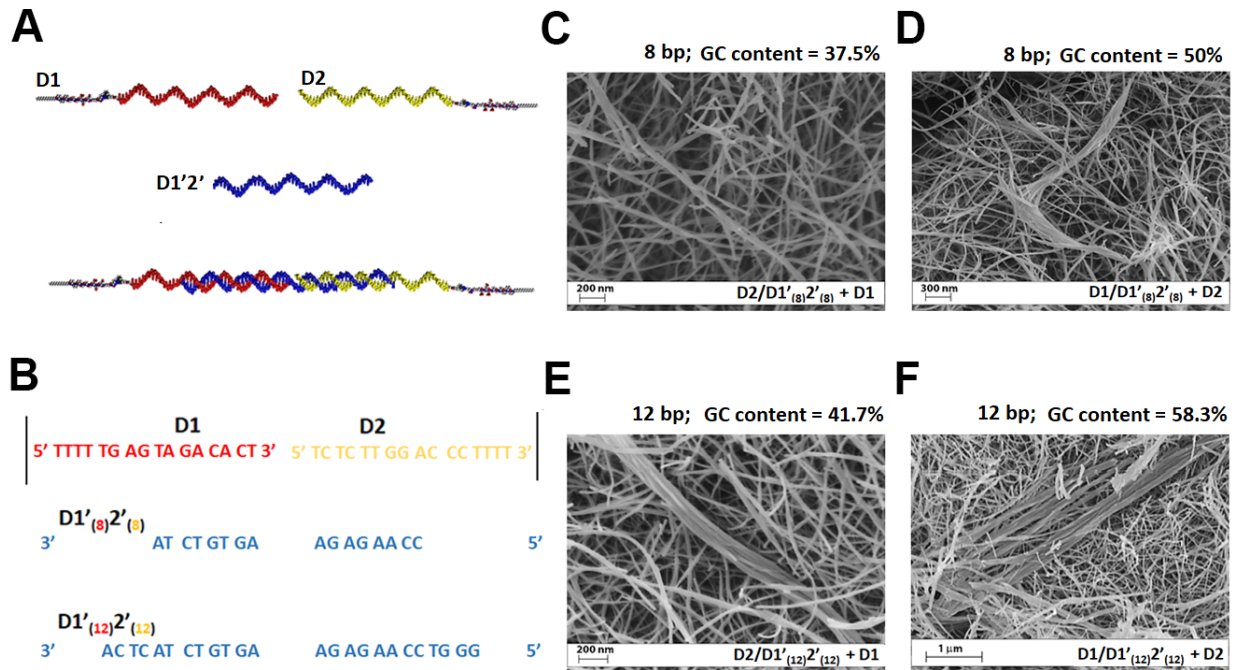 A
D1
D2
D1'2'
B
D1
D2
5' TTTT TG AG TA GA CA CT 3'
5' TC TC TT GG AC CC TTTT 3'
D1'(8)2'(8)
3' AT CT GT GA AG AG AA CC 5'
D1'(12)2'(12)
3' AC TC AT CT GT GA AG AG AA CC TG GG 5'
C
8 bp; GC content = 37.5%
200 nm
D2/D1'(8)2'(8) + D1
D
8 bp; GC content = 50%
300 nm
D1/D1'(8)2'(8) + D2
E
12 bp; GC content = 41.7%
200 nm
D2/D1'(12)2'(12) + D1
F
12 bp; GC content = 58.3%
1 µm
D1/D1'(12)2'(12) + D2